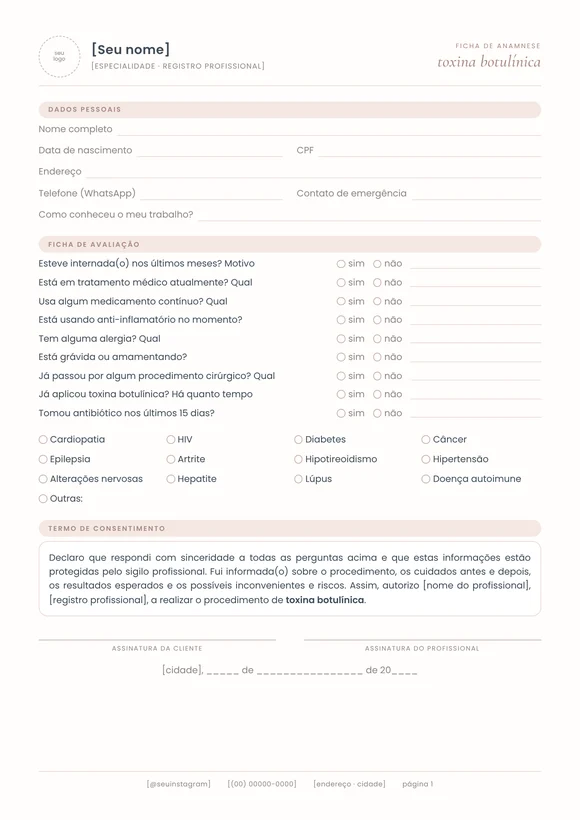 seu
logo
[Seu nome]
[ESPECIALIDADE · REGISTRO PROFISSIONAL]
FICHA DE ANAMNESE
toxina botulínica
DADOS PESSOAIS
Nome completo
Data de nascimento CPF
Endereço
Telefone (WhatsApp) Contato de emergência
Como conheceu o meu trabalho?
FICHA DE AVALIAÇÃO
Esteve internada(o) nos últimos meses? Motivo sim não
Está em tratamento médico atualmente? Qual sim não
Usa algum medicamento contínuo? Qual sim não
Está usando anti-inflamatório no momento? sim não
Tem alguma alergia? Qual sim não
Está grávida ou amamentando? sim não
Já passou por algum procedimento cirúrgico? Qual sim não
Já aplicou toxina botulínica? Há quanto tempo sim não
Tomou antibiótico nos últimos 15 dias? sim não
Cardiopatia HIV Diabetes Câncer
Epilepsia Artrite Hipotireoidismo Hipertensão
Alterações nervosas Hepatite Lúpus Doença autoimune
Outras:
TERMO DE CONSENTIMENTO
Declaro que respondi com sinceridade a todas as perguntas acima e que estas informações estão
protegidas pelo sigilo profissional. Fui informada(o) sobre o procedimento, os cuidados antes e depois,
os resultados esperados e os possíveis inconvenientes e riscos. Assim, autorizo [nome do profissional],
[registro profissional], a realizar o procedimento de toxina botulínica.
ASSINATURA DA CLIENTE ASSINATURA DO PROFISSIONAL
[cidade], _____ de ________________ de 20____
[@seuinstagram] [(00) 00000-0000] [endereço · cidade] página 1